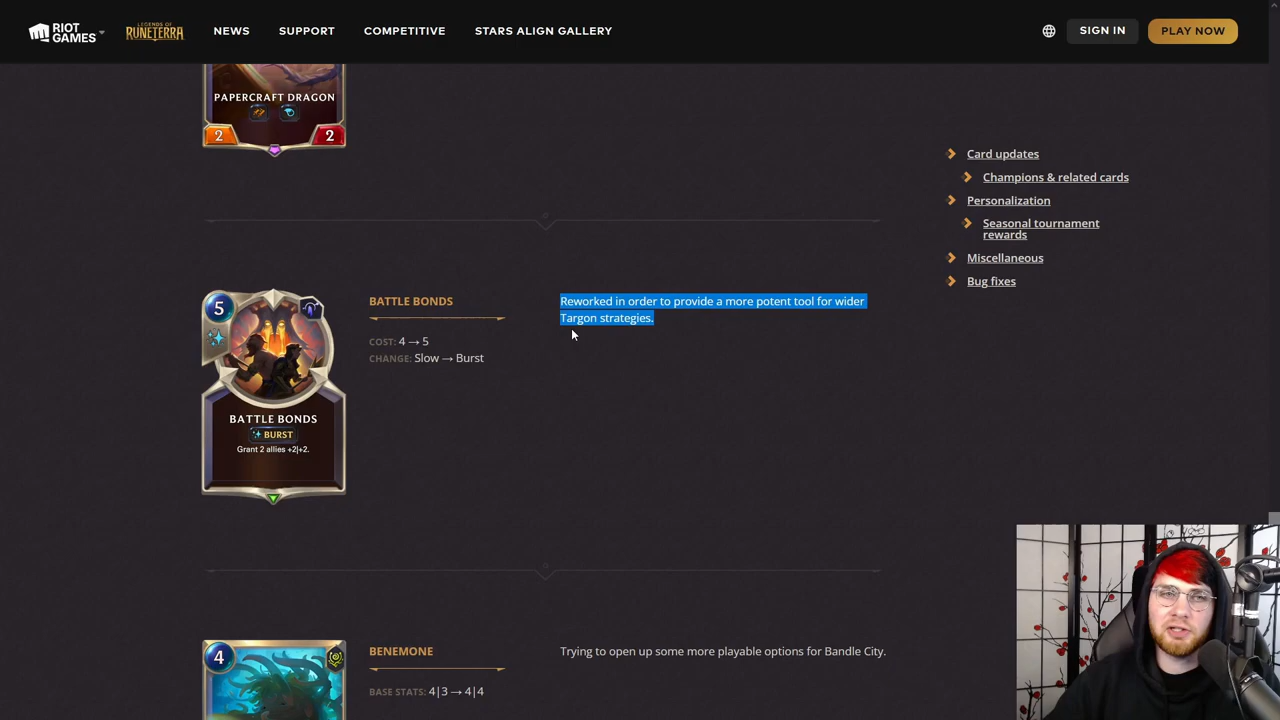 RIOT GAMES
LEGENDS OF RUNETERRA
NEWS
SUPPORT
COMPETITIVE
STARS ALIGN GALLERY
SIGN IN
PLAY NOW
PAPERCRAFT DRAGON
2
2
Card updates
Champions & related cards
Personalization
Seasonal tournament
rewards
Miscellaneous
Bug fixes
5
BATTLE BONDS
BURST
Grant 2 allies +2|+2.
BATTLE BONDS
COST: 4 → 5
CHANGE: Slow → Burst
Reworked in order to provide a more potent tool for wider
Targon strategies.
4
BENEMONE
BASE STATS: 4|3 → 4|4
Trying to open up some more playable options for Bandle City.